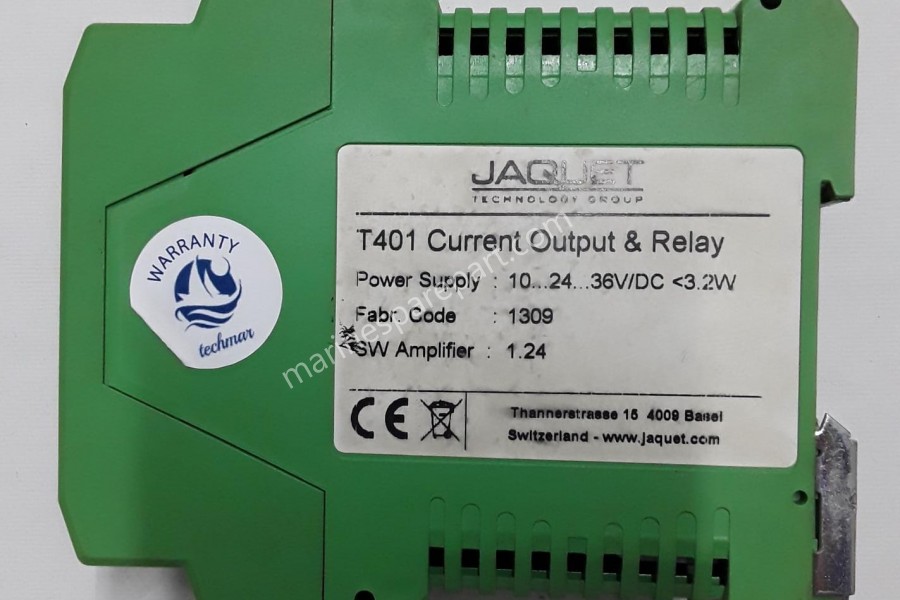 JAQUET
TECHNOLOGY GROUP
T401 Current Output & Relay
Power Supply : 10...24...36V/DC <3.2W
Fabr. Code : 1309
SW Amplifier : 1.24
CE
Thannerstrasse 15 4009 Basel
Switzerland - www.jaquet.com
WARRANTY
techmar
marinesparepart.com